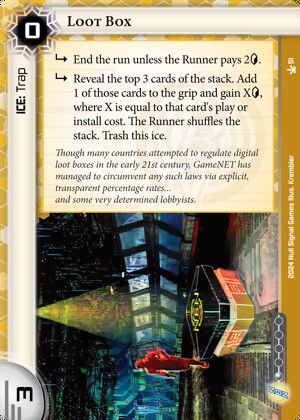 0
Loot Box
ICE: Trap
End the run unless the Runner pays 2
Reveal the top 3 cards of the stack. Add
1 of those cards to the grip and gain X
where X is equal to that card's play or
install cost. The Runner shuffles the
stack. Trash this ice.
Though many countries attempted to regulate digital
loot boxes in the early 21st century, GameNET has
managed to circumvent any such laws via explicit,
transparent percentage rates...
and some very determined lobbyists.
51
2024 Null Signal Games Illus. Krembler
3